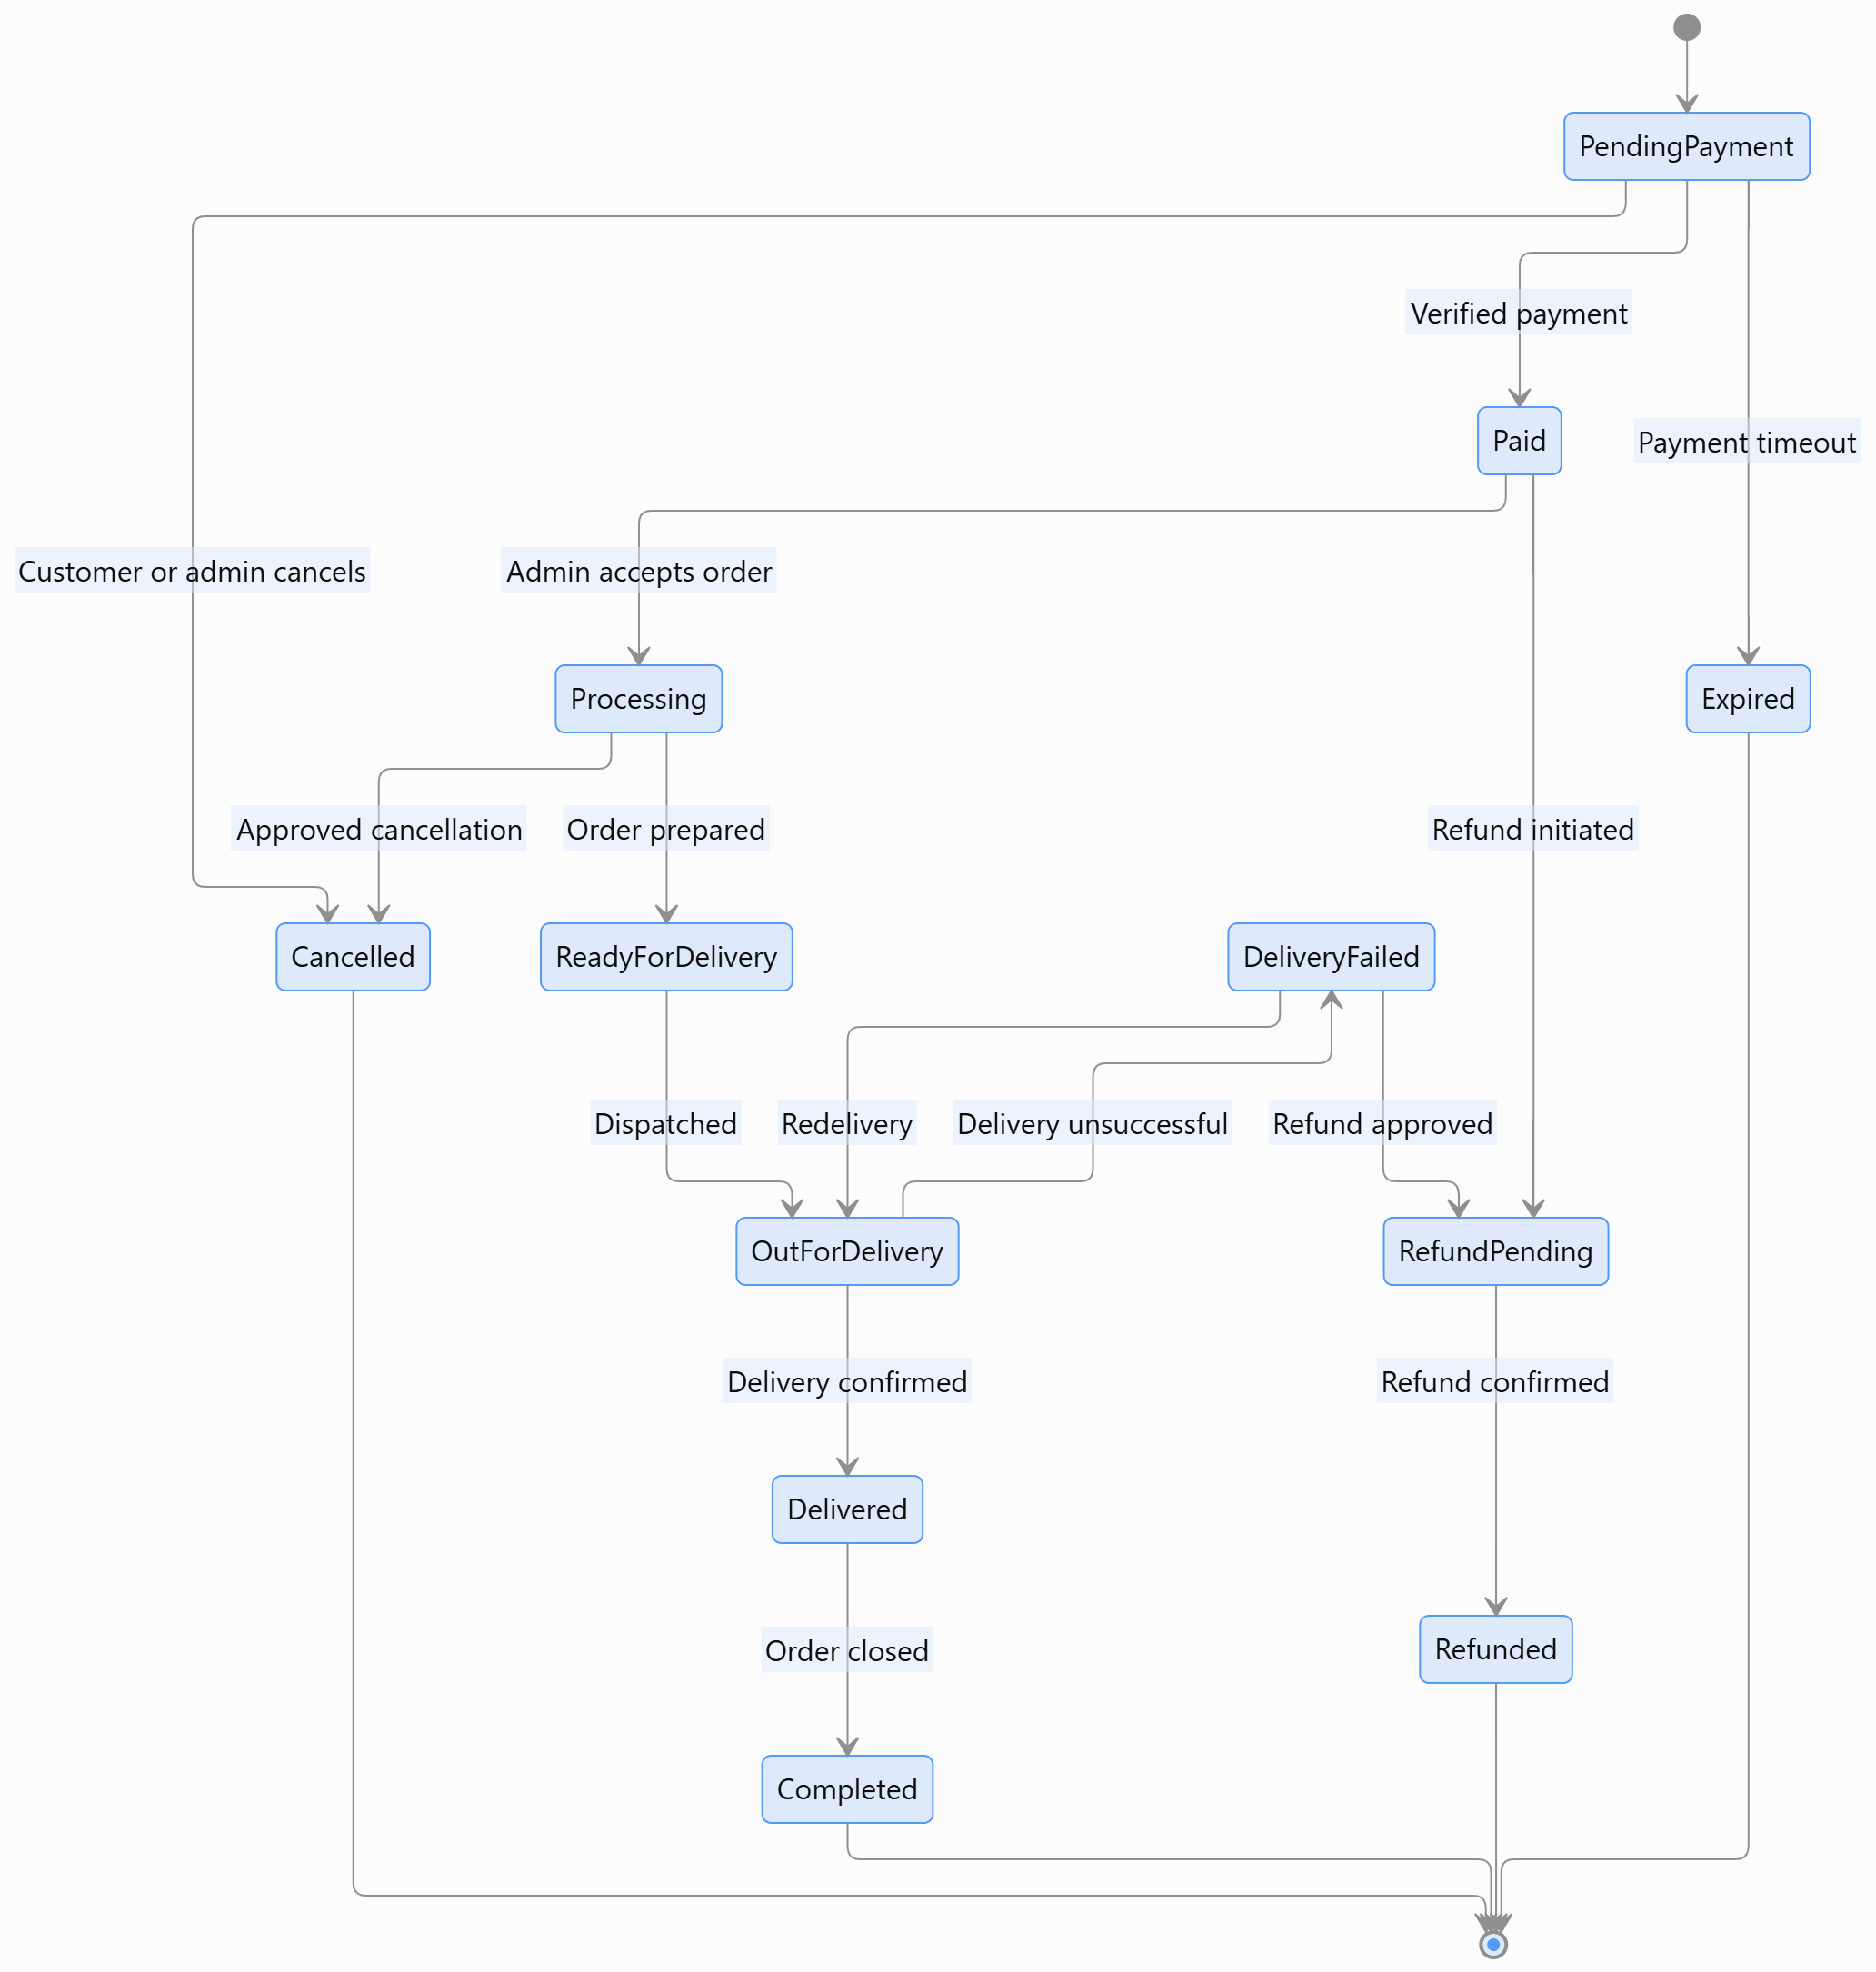 PendingPayment
Verified payment
Paid
Payment timeout
Customer or admin cancels
Admin accepts order
Processing
Expired
Approved cancellation
Order prepared
Refund initiated
Cancelled
ReadyForDelivery
DeliveryFailed
Dispatched
Redelivery
Delivery unsuccessful
Refund approved
OutForDelivery
RefundPending
Delivery confirmed
Refund confirmed
Delivered
Order closed
Refunded
Completed